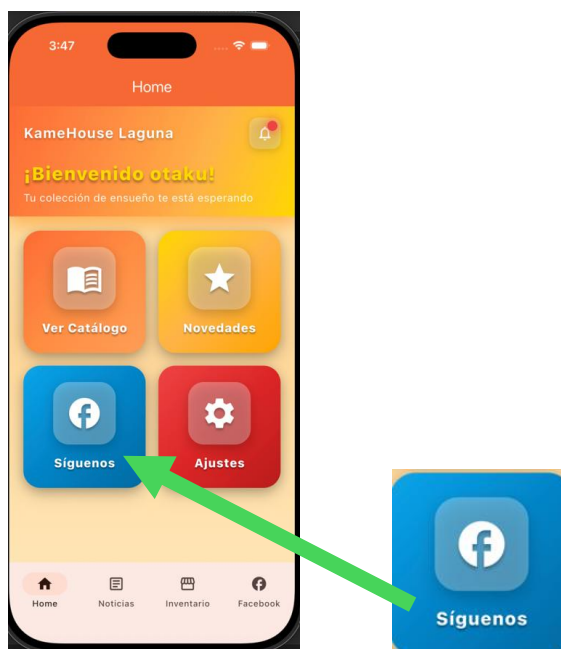 3:47
Home
KameHouse Laguna
¡Bienvenido otaku!
Tu colección de ensueño te está esperando
Ver Catálogo
Novedades
Síguenos
Ajustes
Home
Noticias
Inventario
Facebook
Síguenos